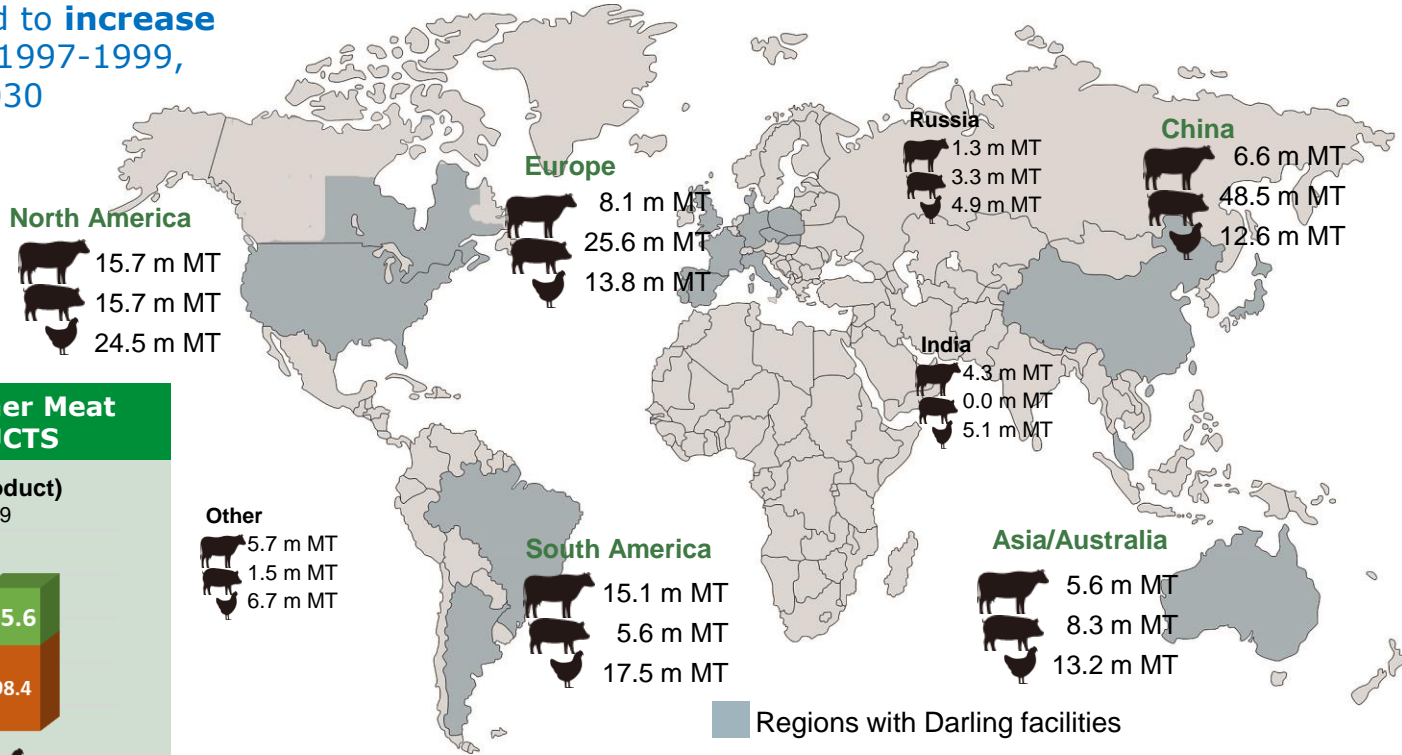 d to increase
1997-1999,
030
North America
15.7 m MT
15.7 m MT
24.5 m MT
Europe
8.1 m MT
25.6 m MT
13.8 m MT
Russia
1.3 m MT
3.3 m MT
4.9 m MT
China
6.6 m MT
48.5 m MT
12.6 m MT
India
4.3 m MT
0.0 m MT
5.1 m MT
er Meat
CTS
oduct)
9
5.6
8.4
Other
5.7 m MT
1.5 m MT
6.7 m MT
South America
15.1 m MT
5.6 m MT
17.5 m MT
Asia/Australia
5.6 m MT
8.3 m MT
13.2 m MT
Regions with Darling facilities